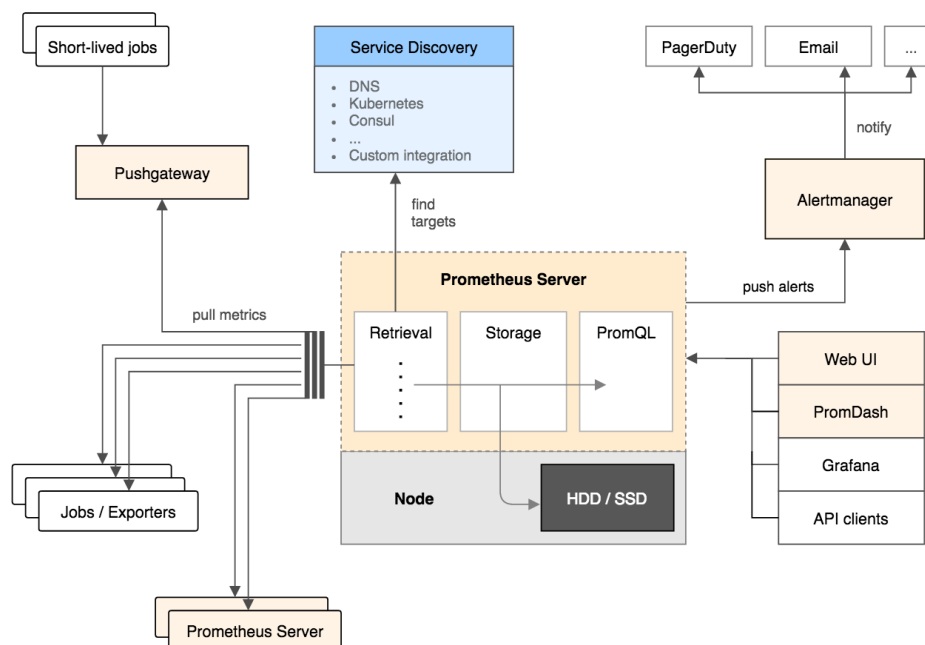 Short-lived jobs
Pushgateway
pull metrics
Jobs / Exporters
Prometheus Server
Service Discovery
• DNS
• Kubernetes
• Consul
• ...
• Custom integration
find
targets
Prometheus Server
Retrieval
Storage
PromQL
Node
HDD / SSD
PagerDuty
Email
...
notify
Alertmanager
push alerts
Web UI
PromDash
Grafana
API clients